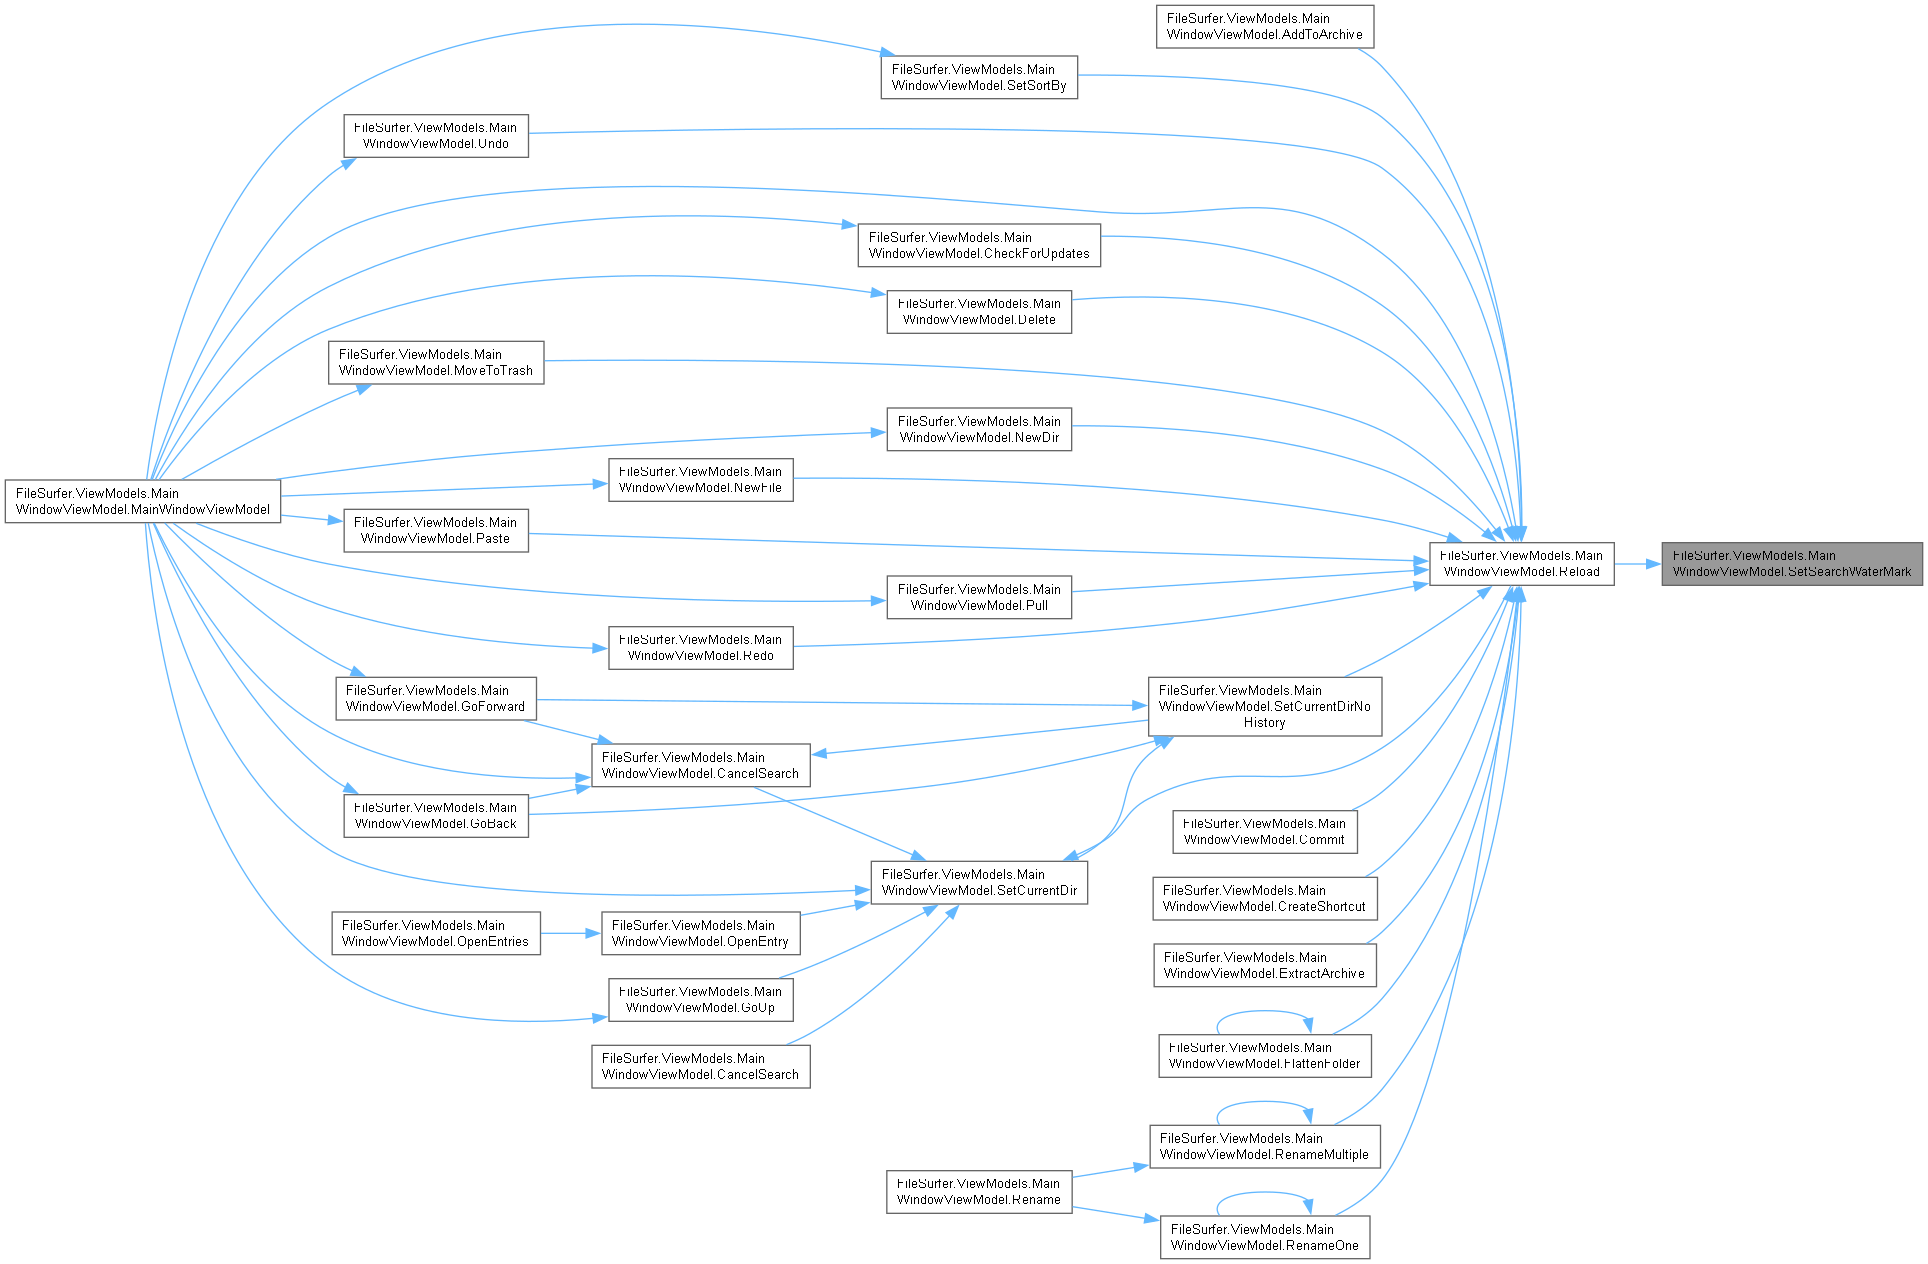 FileSurfer.ViewModels.Main
WindowViewModel.AddToArchive
FileSurfer.ViewModels.Main
WindowViewModel.SetSortBy
FileSurfer.ViewModels.Main
WindowViewModel.Undo
FileSurfer.ViewModels.Main
WindowViewModel.CheckForUpdates
FileSurfer.ViewModels.Main
WindowViewModel.Delete
FileSurfer.ViewModels.Main
WindowViewModel.MoveToTrash
FileSurfer.ViewModels.Main
WindowViewModel.NewDir
FileSurfer.ViewModels.Main
WindowViewModel.NewFile
FileSurfer.ViewModels.Main
WindowViewModel.MainWindowViewModel
FileSurfer.ViewModels.Main
WindowViewModel.Paste
FileSurfer.ViewModels.Main
WindowViewModel.Reload
FileSurfer.ViewModels.Main
WindowViewModel.SetSearchWaterMark
FileSurfer.ViewModels.Main
WindowViewModel.Pull
FileSurfer.ViewModels.Main
WindowViewModel.Redo
FileSurfer.ViewModels.Main
WindowViewModel.GoForward
FileSurfer.ViewModels.Main
WindowViewModel.SetCurrentDirNo
History
FileSurfer.ViewModels.Main
WindowViewModel.CancelSearch
FileSurfer.ViewModels.Main
WindowViewModel.GoBack
FileSurfer.ViewModels.Main
WindowViewModel.Commit
FileSurfer.ViewModels.Main
WindowViewModel.SetCurrentDir
FileSurfer.ViewModels.Main
WindowViewModel.CreateShortcut
FileSurfer.ViewModels.Main
WindowViewModel.OpenEntries
FileSurfer.ViewModels.Main
WindowViewModel.OpenEntry
FileSurfer.ViewModels.Main
WindowViewModel.ExtractArchive
FileSurfer.ViewModels.Main
WindowViewModel.GoUp
FileSurfer.ViewModels.Main
WindowViewModel.CancelSearch
FileSurfer.ViewModels.Main
WindowViewModel.FlattenFolder
FileSurfer.ViewModels.Main
WindowViewModel.RenameMultiple
FileSurfer.ViewModels.Main
WindowViewModel.Rename
FileSurfer.ViewModels.Main
WindowViewModel.RenameOne